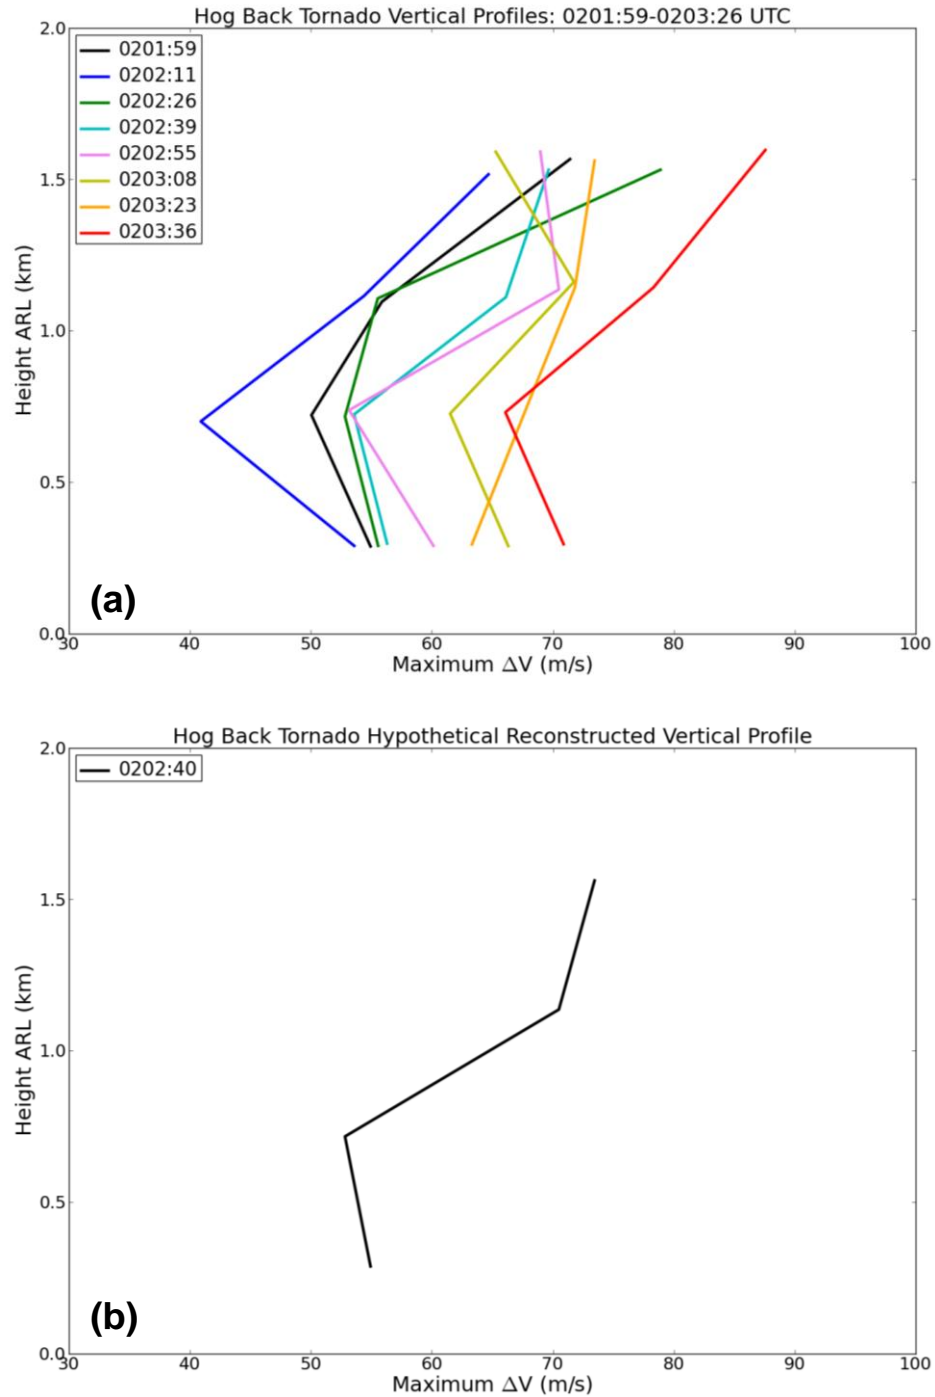 Hog Back Tornado Vertical Profiles: 0201:59-0203:26 UTC
2.0
0201:59
0202:11
0202:26
0202:39
0202:55
0203:08
0203:23
0203:36
1.5
Height ARL (km)
1.0
0.5
(a)
0.0
30 40 50 60 70 80 90 100
Maximum ΔV (m/s)
Hog Back Tornado Hypothetical Reconstructed Vertical Profile
2.0
0202:40
1.5
Height ARL (km)
1.0
0.5
(b)
0.0
30 40 50 60 70 80 90 100
Maximum ΔV (m/s)